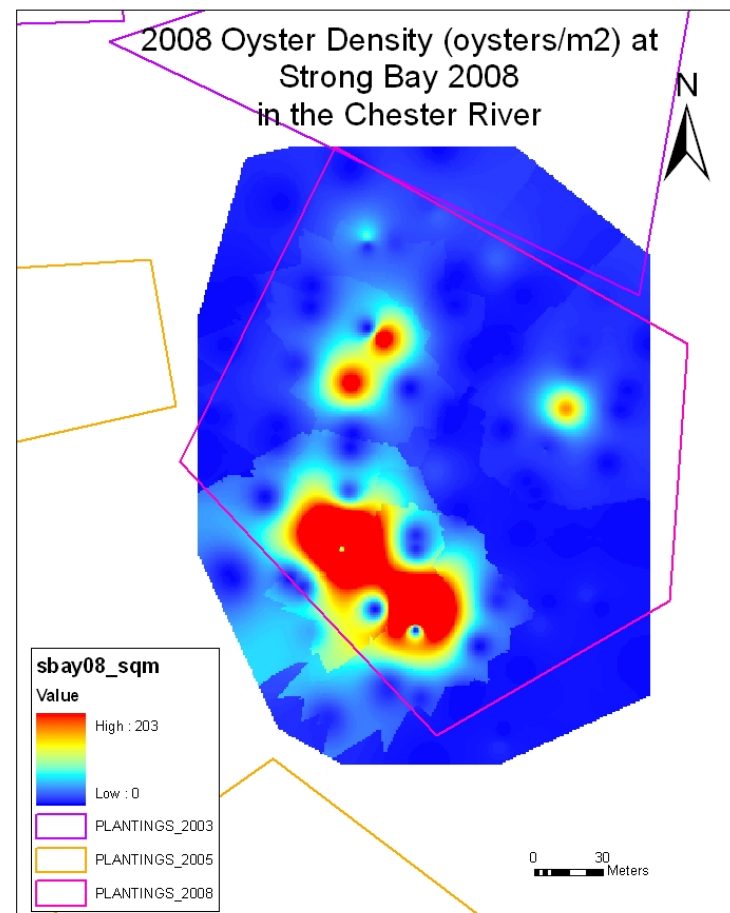 2008 Oyster Density (oysters/m2) at
Strong Bay 2008
in the Chester River
N
sbay08_sqm
Value
High : 203
Low : 0
PLANTINGS_2003
PLANTINGS_2005
PLANTINGS_2008
0 30
Meters